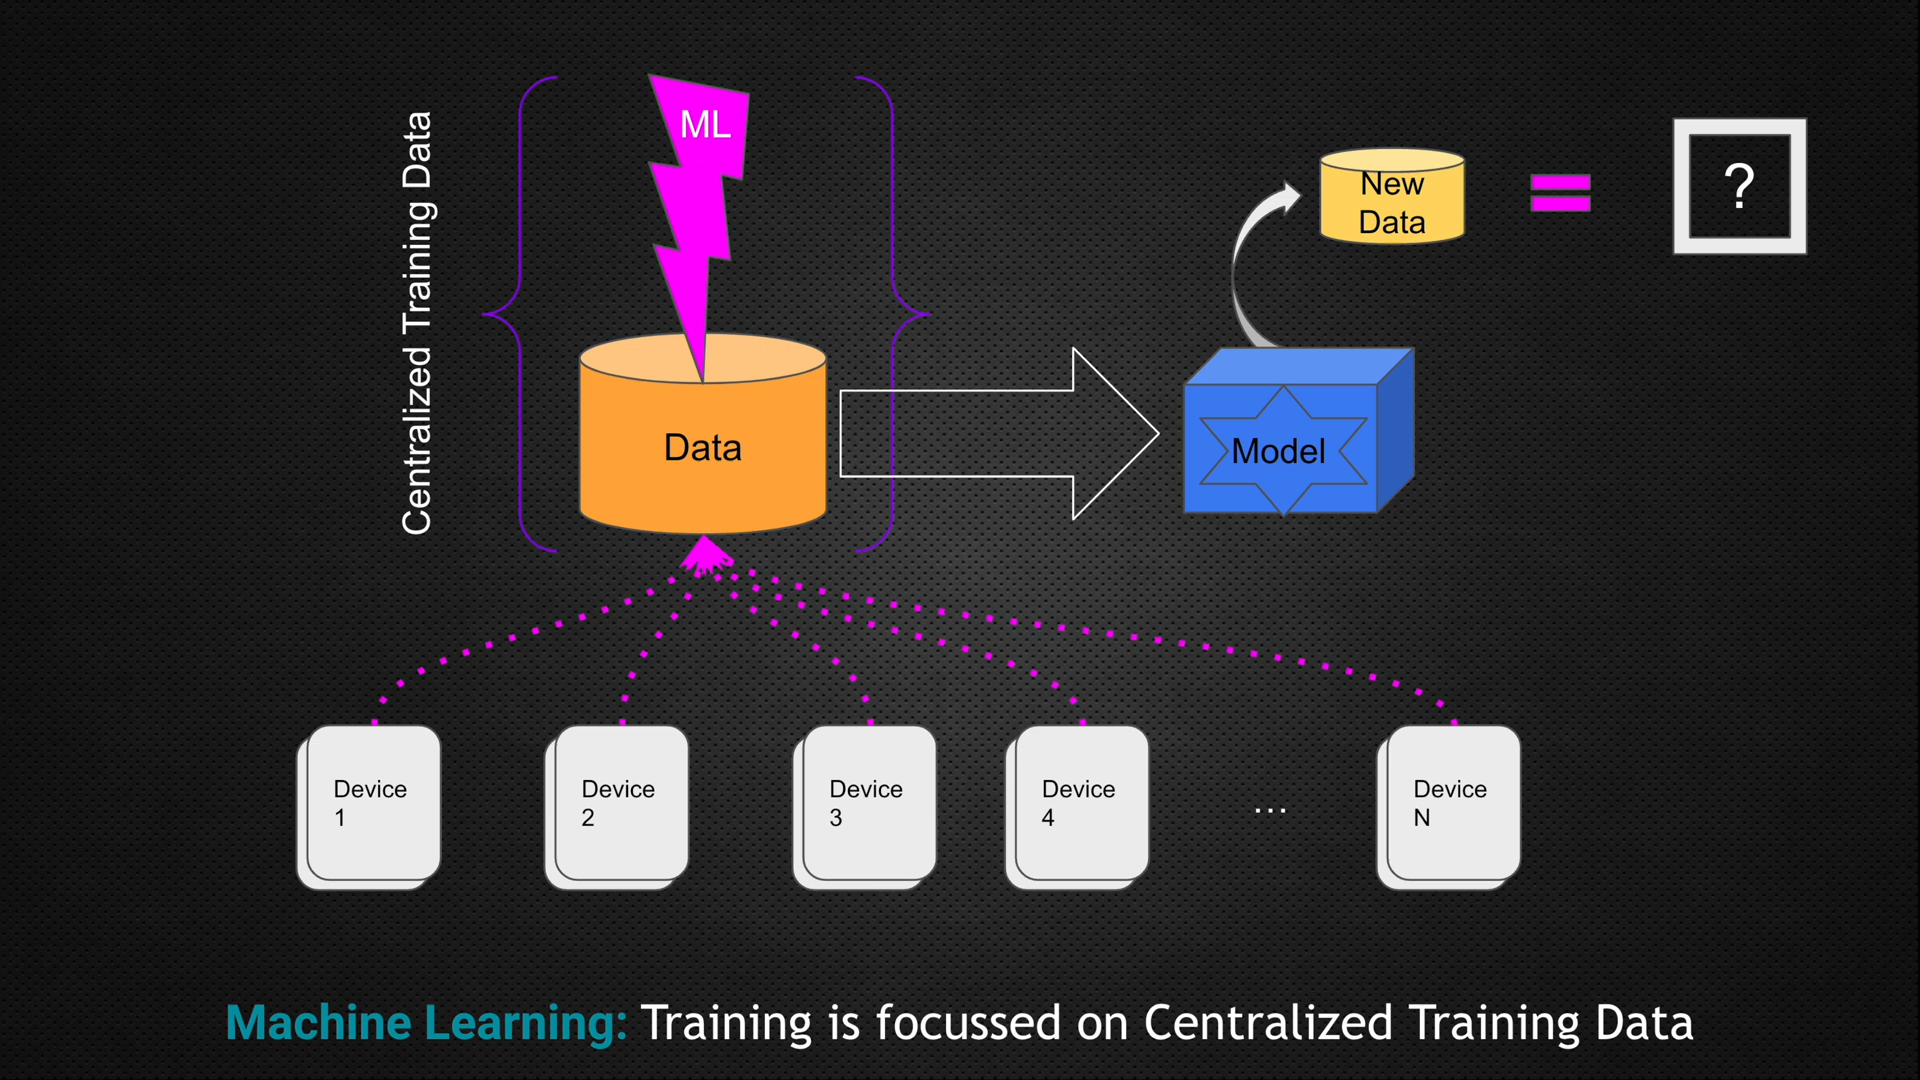 Centralized Training Data
ML
Data
Model
New
Data
?
Device
1
Device
2
Device
3
Device
4
...
Device
N
Machine Learning: Training is focussed on Centralized Training Data